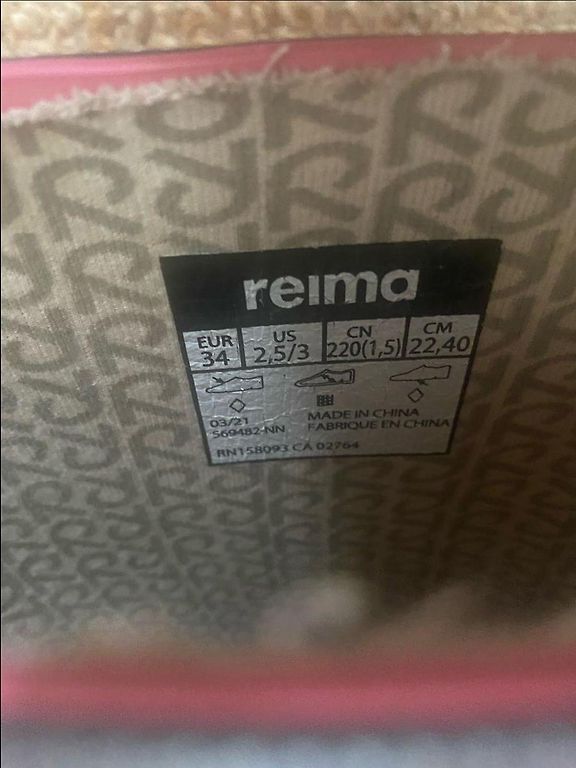 reima
EUR US CN CM
34 2,5/3 220(1,5) 22,40
03/21 MADE IN CHINA
569482-NN FABRIQUE EN CHINA
RN158093 CA 02764